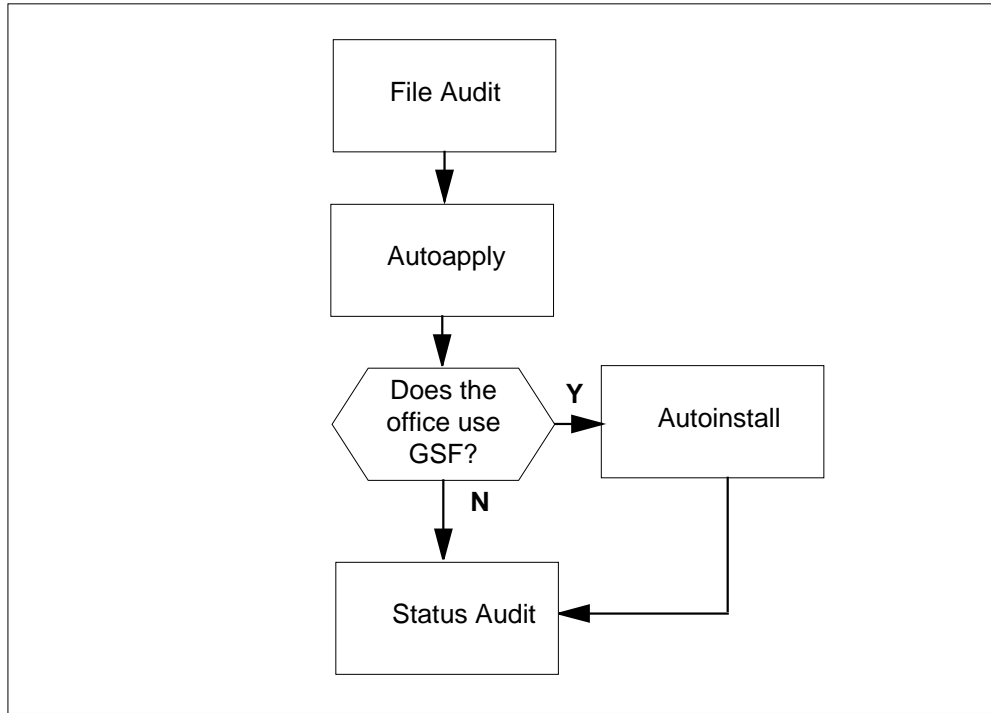 File Audit
Autoapply
Does the
office use
GSF?
Y
Autoinstall
N
Status Audit